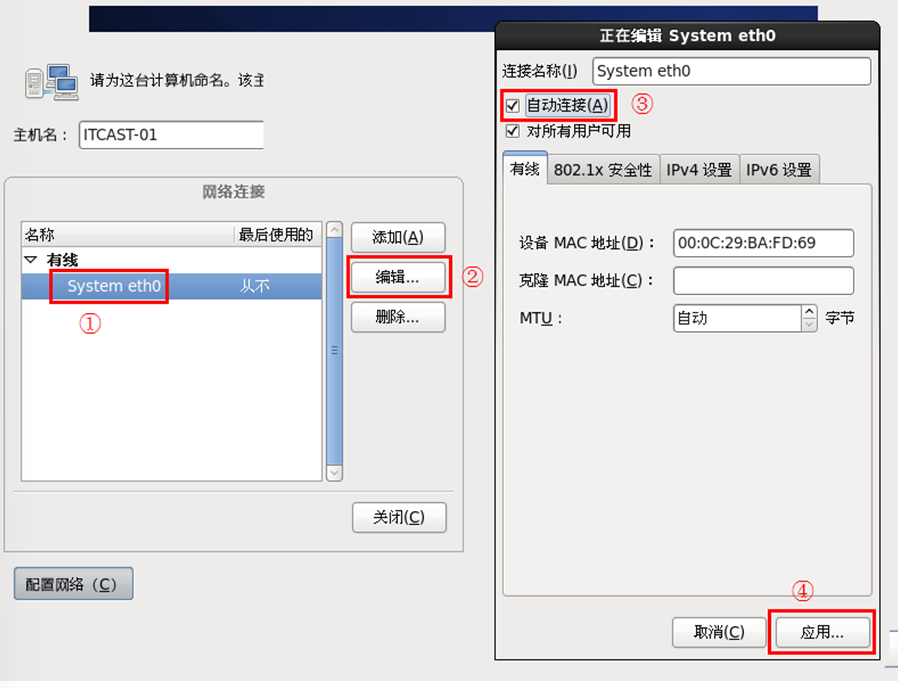 请为这台计算机命名。该主
主机名： ITCAST-01
网络连接
名称 最后使用的
有线
System eth0 从不
①
添加(A)
编辑...
②
删除...
关闭(C)
配置网络（C）
正在编辑 System eth0
连接名称(I) System eth0
自动连接(A) ③
对所有用户可用
有线 802.1x 安全性 IPv4 设置 IPv6 设置
设备 MAC 地址(D)： 00:0C:29:BA:FD:69
克隆 MAC 地址(C)：
MTU： 自动 字节
④
取消(C) 应用...